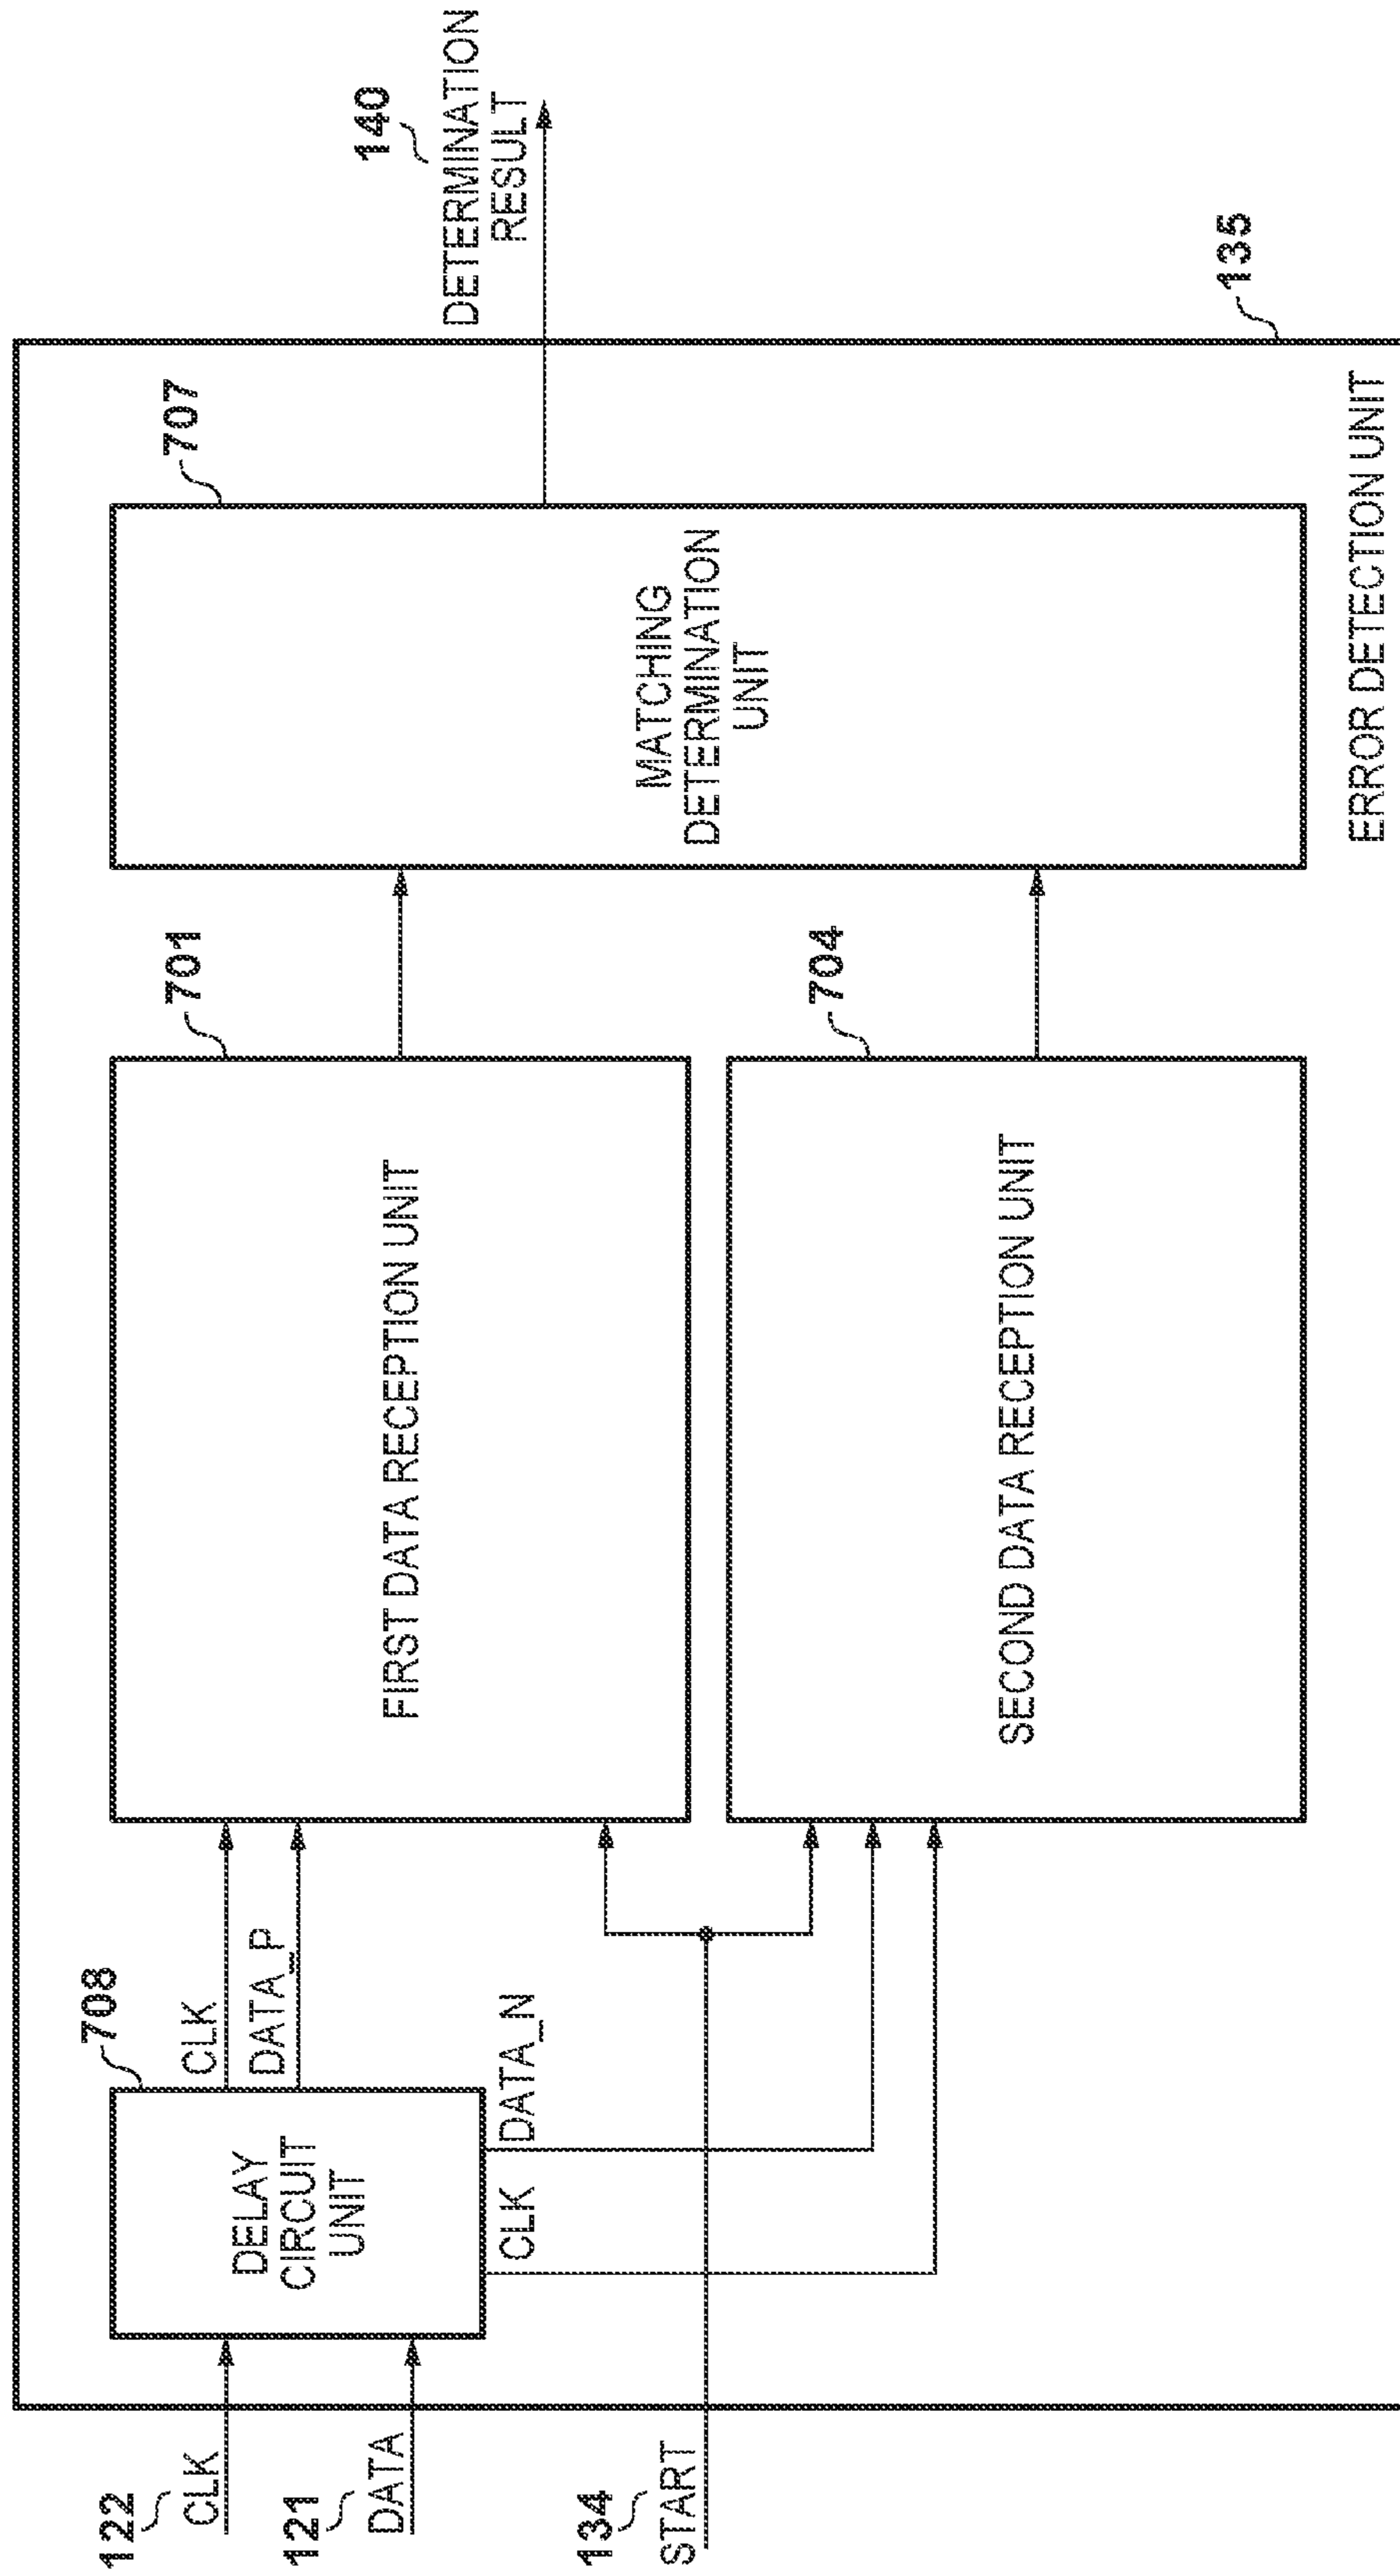 122
CLK
121
DATA
134
START
708
DELAY
CIRCUIT
UNIT
CLK
DATA_P
CLK
DATA_N
701
FIRST DATA RECEPTION UNIT
704
SECOND DATA RECEPTION UNIT
707
MATCHING
DETERMINATION
UNIT
140
DETERMINATION
RESULT
135
ERROR DETECTION UNIT